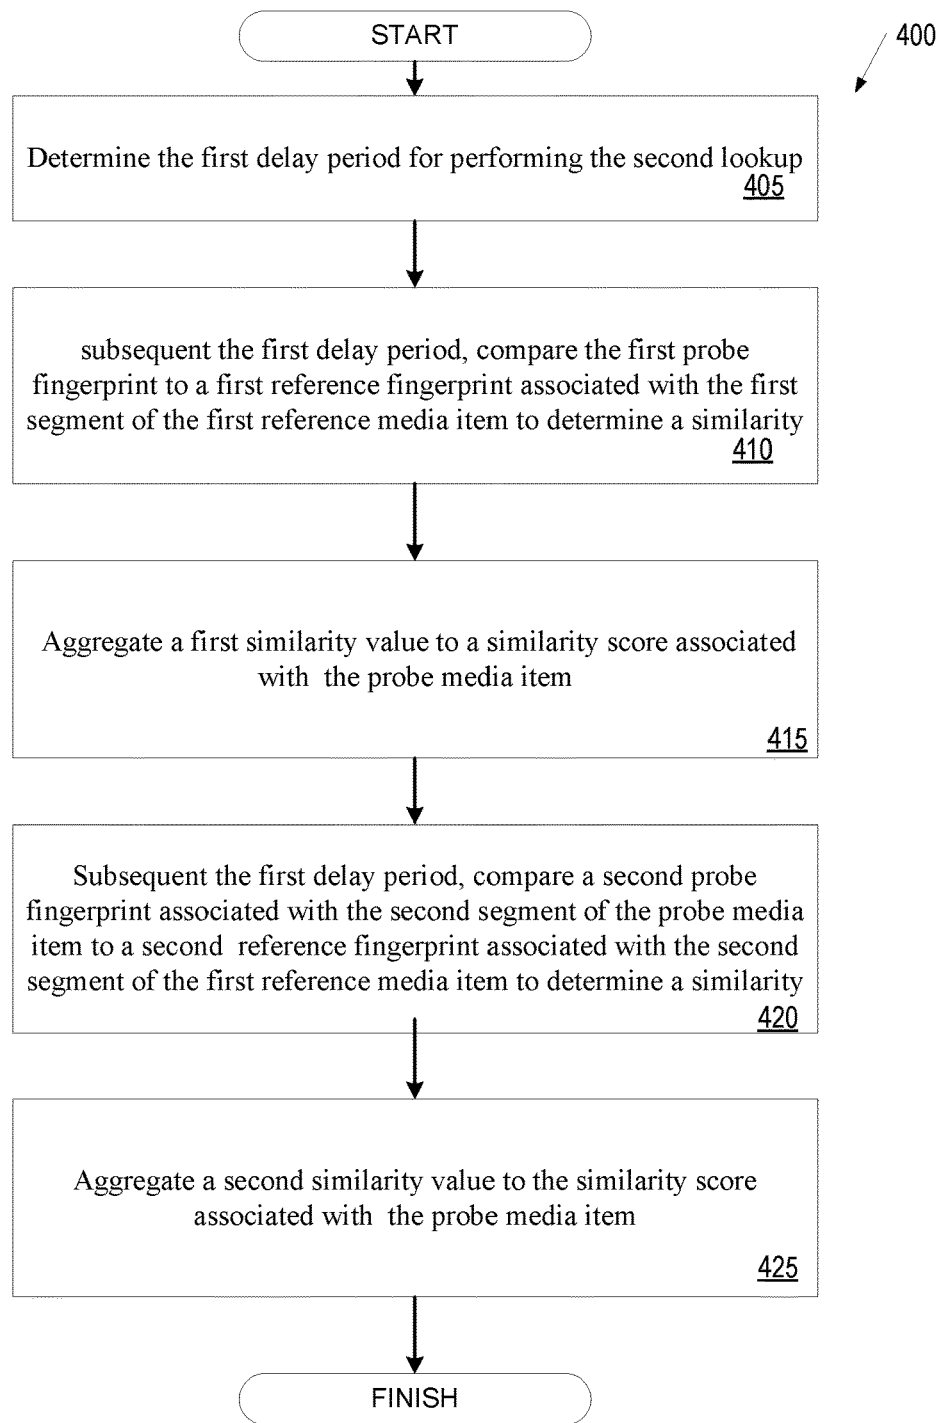 START
400
Determine the first delay period for performing the second lookup
405
subsequent the first delay period, compare the first probe
fingerprint to a first reference fingerprint associated with the first
segment of the first reference media item to determine a similarity
410
Aggregate a first similarity value to a similarity score associated
with the probe media item
415
Subsequent the first delay period, compare a second probe
fingerprint associated with the second segment of the probe media
item to a second reference fingerprint associated with the second
segment of the first reference media item to determine a similarity
420
Aggregate a second similarity value to the similarity score
associated with the probe media item
425
FINISH